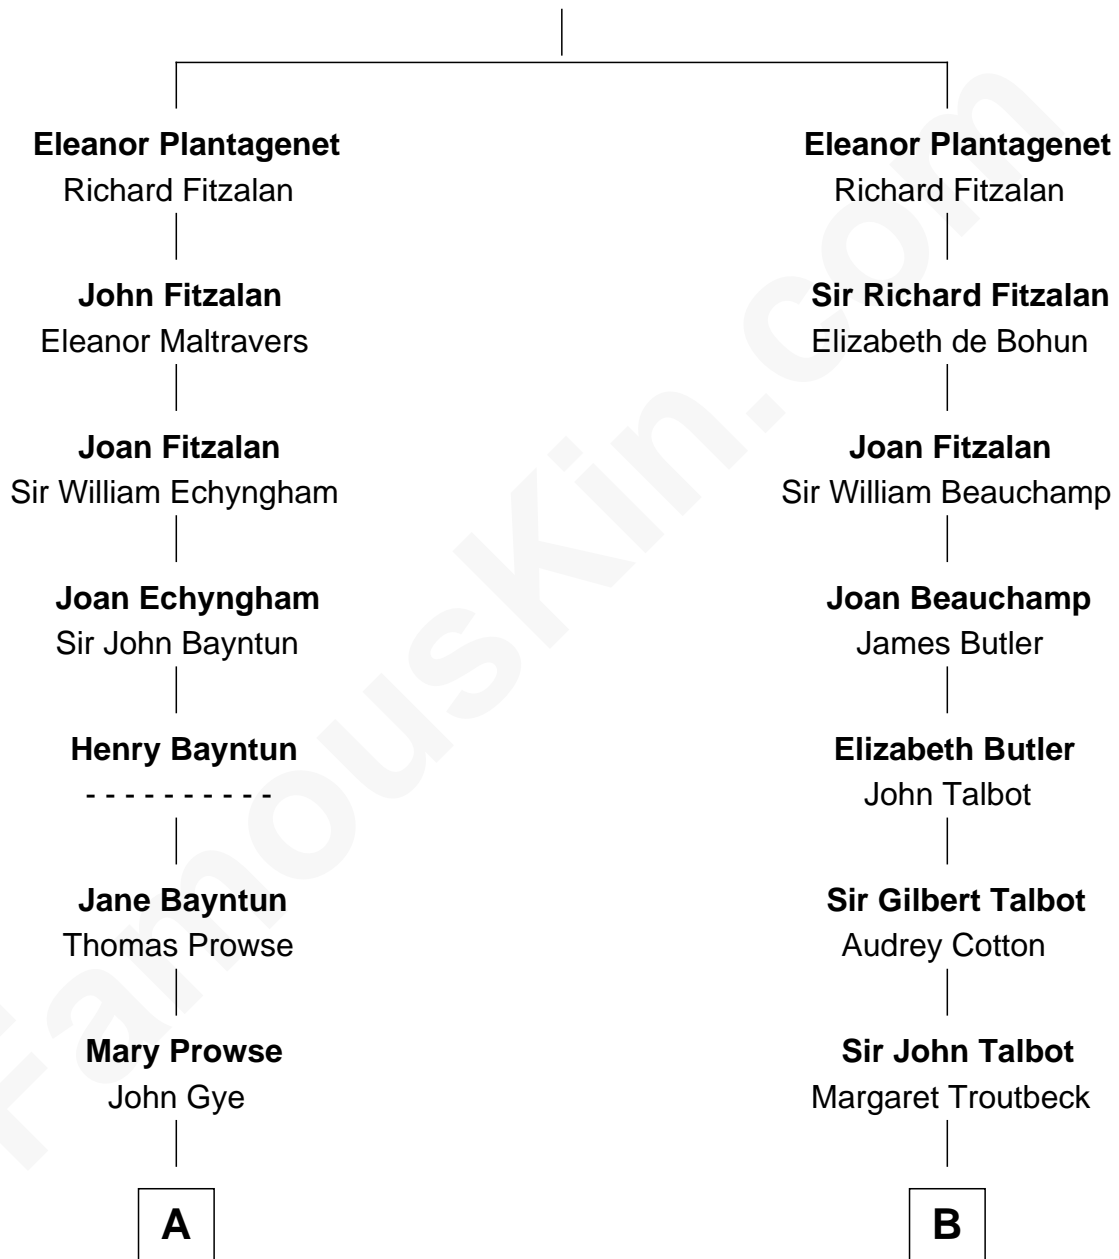 Eleanor Plantagenet
Richard Fitzalan
John Fitzalan
Eleanor Maltravers
Joan Fitzalan
Sir William Echyngham
Joan Echyngham
Sir John Bayntun
Henry Bayntun
- - - - - - - - - -
Jane Bayntun
Thomas Prowse
Mary Prowse
John Gye
A
Eleanor Plantagenet
Richard Fitzalan
Sir Richard Fitzalan
Elizabeth de Bohun
Joan Fitzalan
Sir William Beauchamp
Joan Beauchamp
James Butler
Elizabeth Butler
John Talbot
Sir Gilbert Talbot
Audrey Cotton
Sir John Talbot
Margaret Troutbeck
B
FamousKin.com